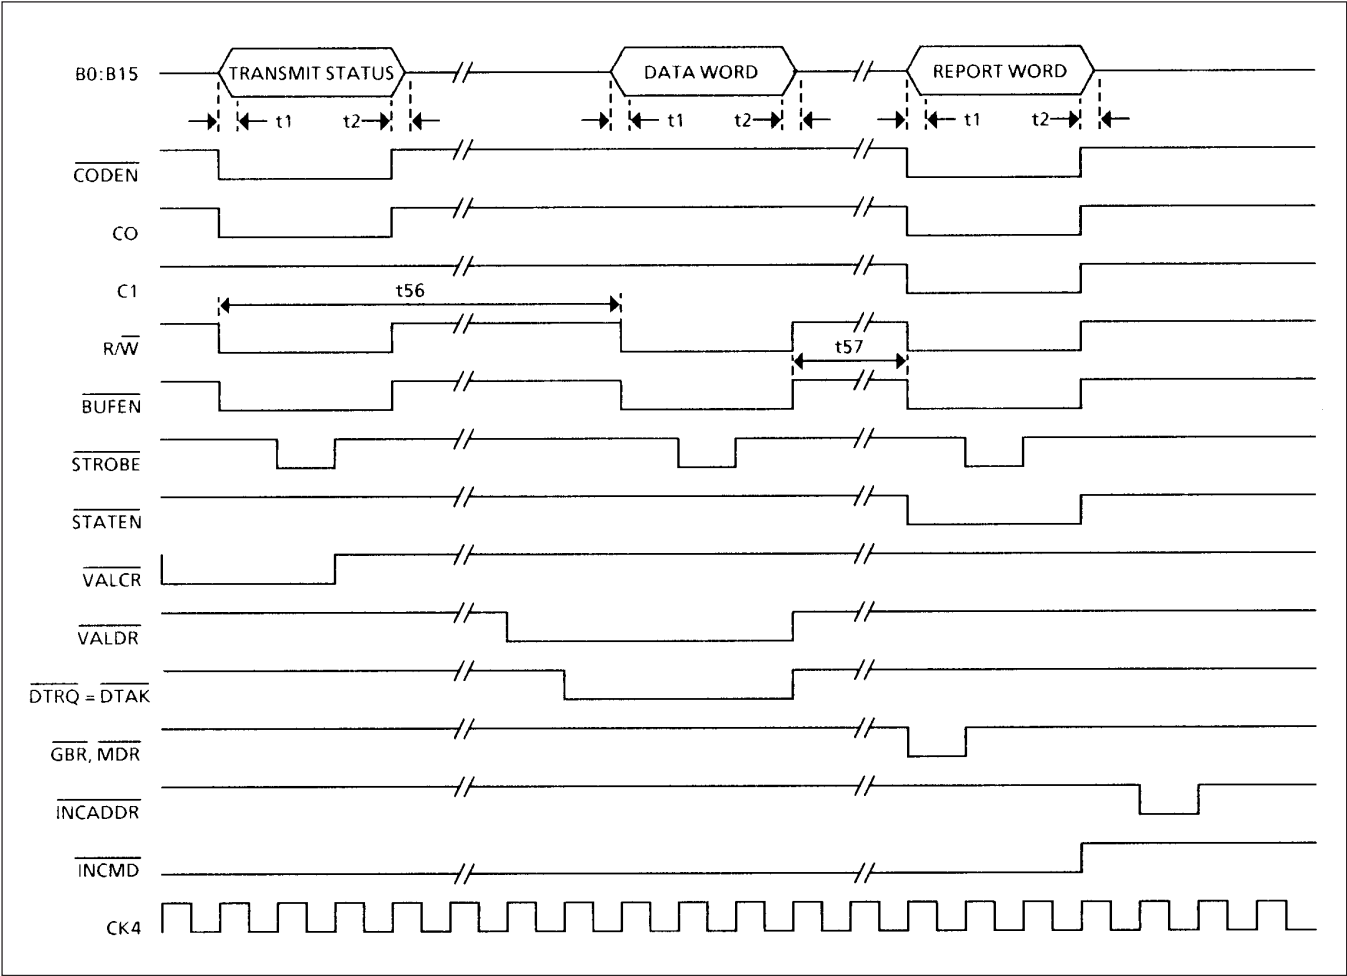 B0:B15 TRANSMIT STATUS DATA WORD REPORT WORD
t1 t2 t1 t2 t1 t2
CODEN
CO
C1
t56
R/W
t57
BUFEN
STROBE
STATEN
VALCR
VALDR
DTRQ = DTAK
GBR, MDR
INCADDR
INCMD
CK4